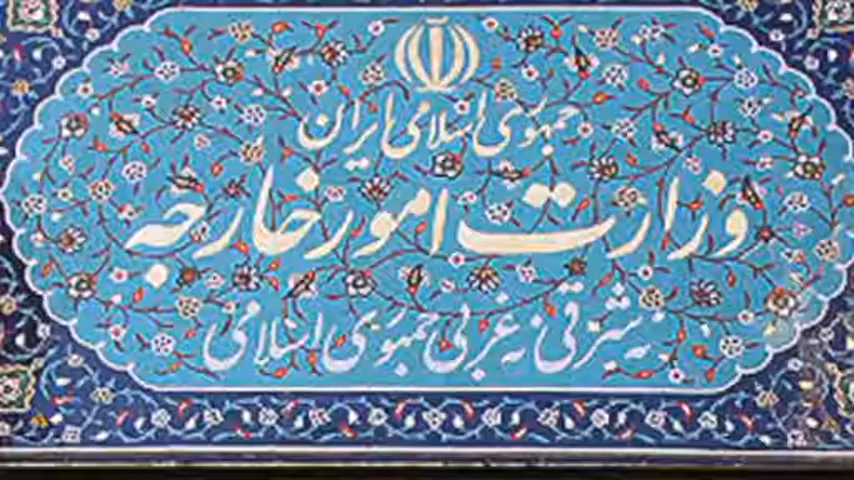 جمهوری اسلامی ایران
وزارت امور خارجه
نه شرقی نه غربی جمهوری اسلامی